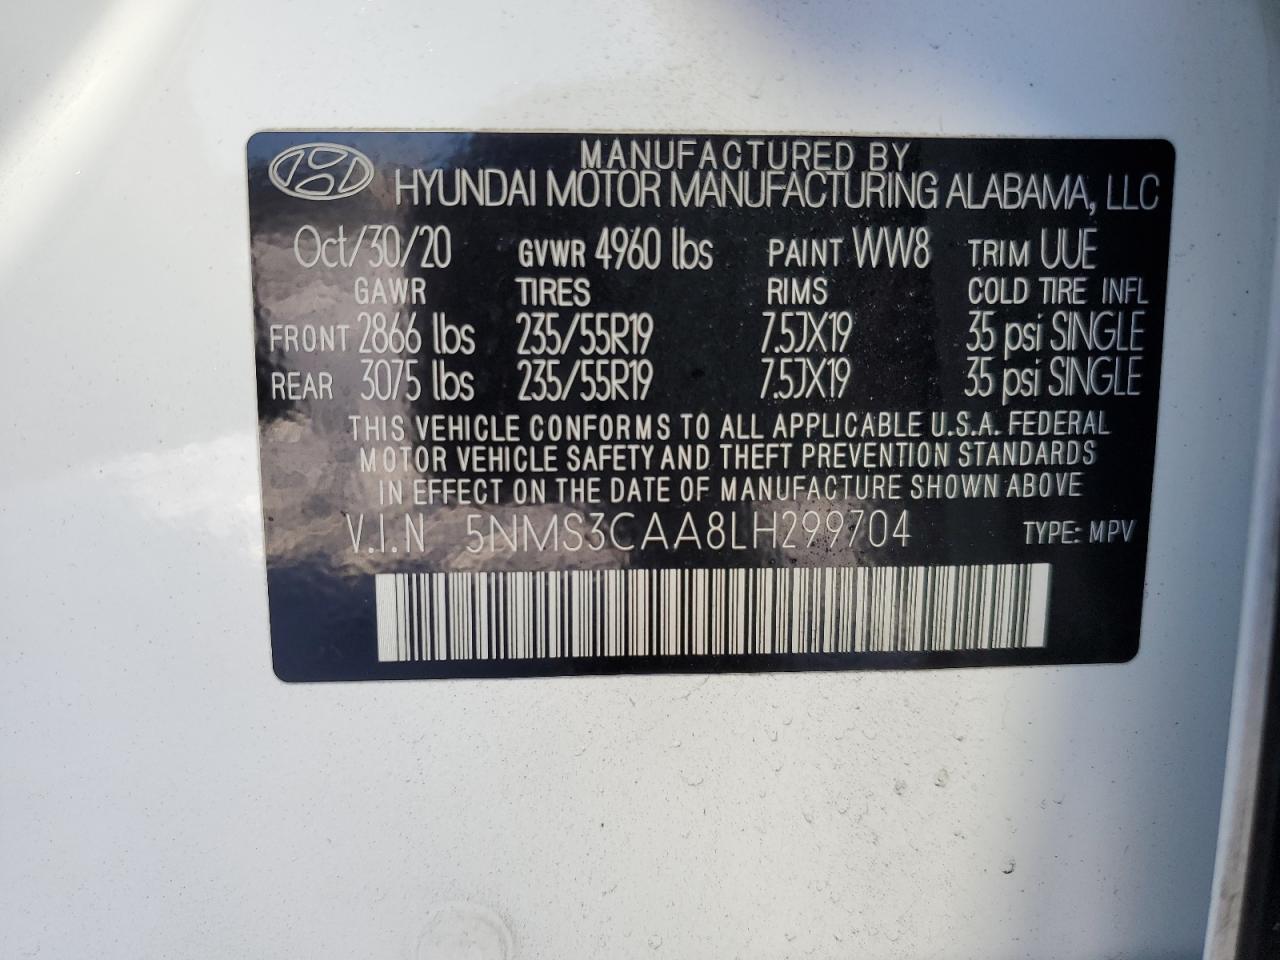 MANUFACTURED BY
HYUNDAI MOTOR MANUFACTURING ALABAMA, LLC
Oct/30/20 GVWR 4960 lbs PAINT WW8 TRIM UUE
GAWR TIRES RIMS COLD TIRE INFL
FRONT 2866 lbs 235/55R19 7.5JX19 35 psi SINGLE
REAR 3075 lbs 235/55R19 7.5JX19 35 psi SINGLE
THIS VEHICLE CONFORMS TO ALL APPLICABLE U.S.A. FEDERAL
MOTOR VEHICLE SAFETY AND THEFT PREVENTION STANDARDS
IN EFFECT ON THE DATE OF MANUFACTURE SHOWN ABOVE
V.I.N 5NMS3CAA8LH299704 TYPE: MPV